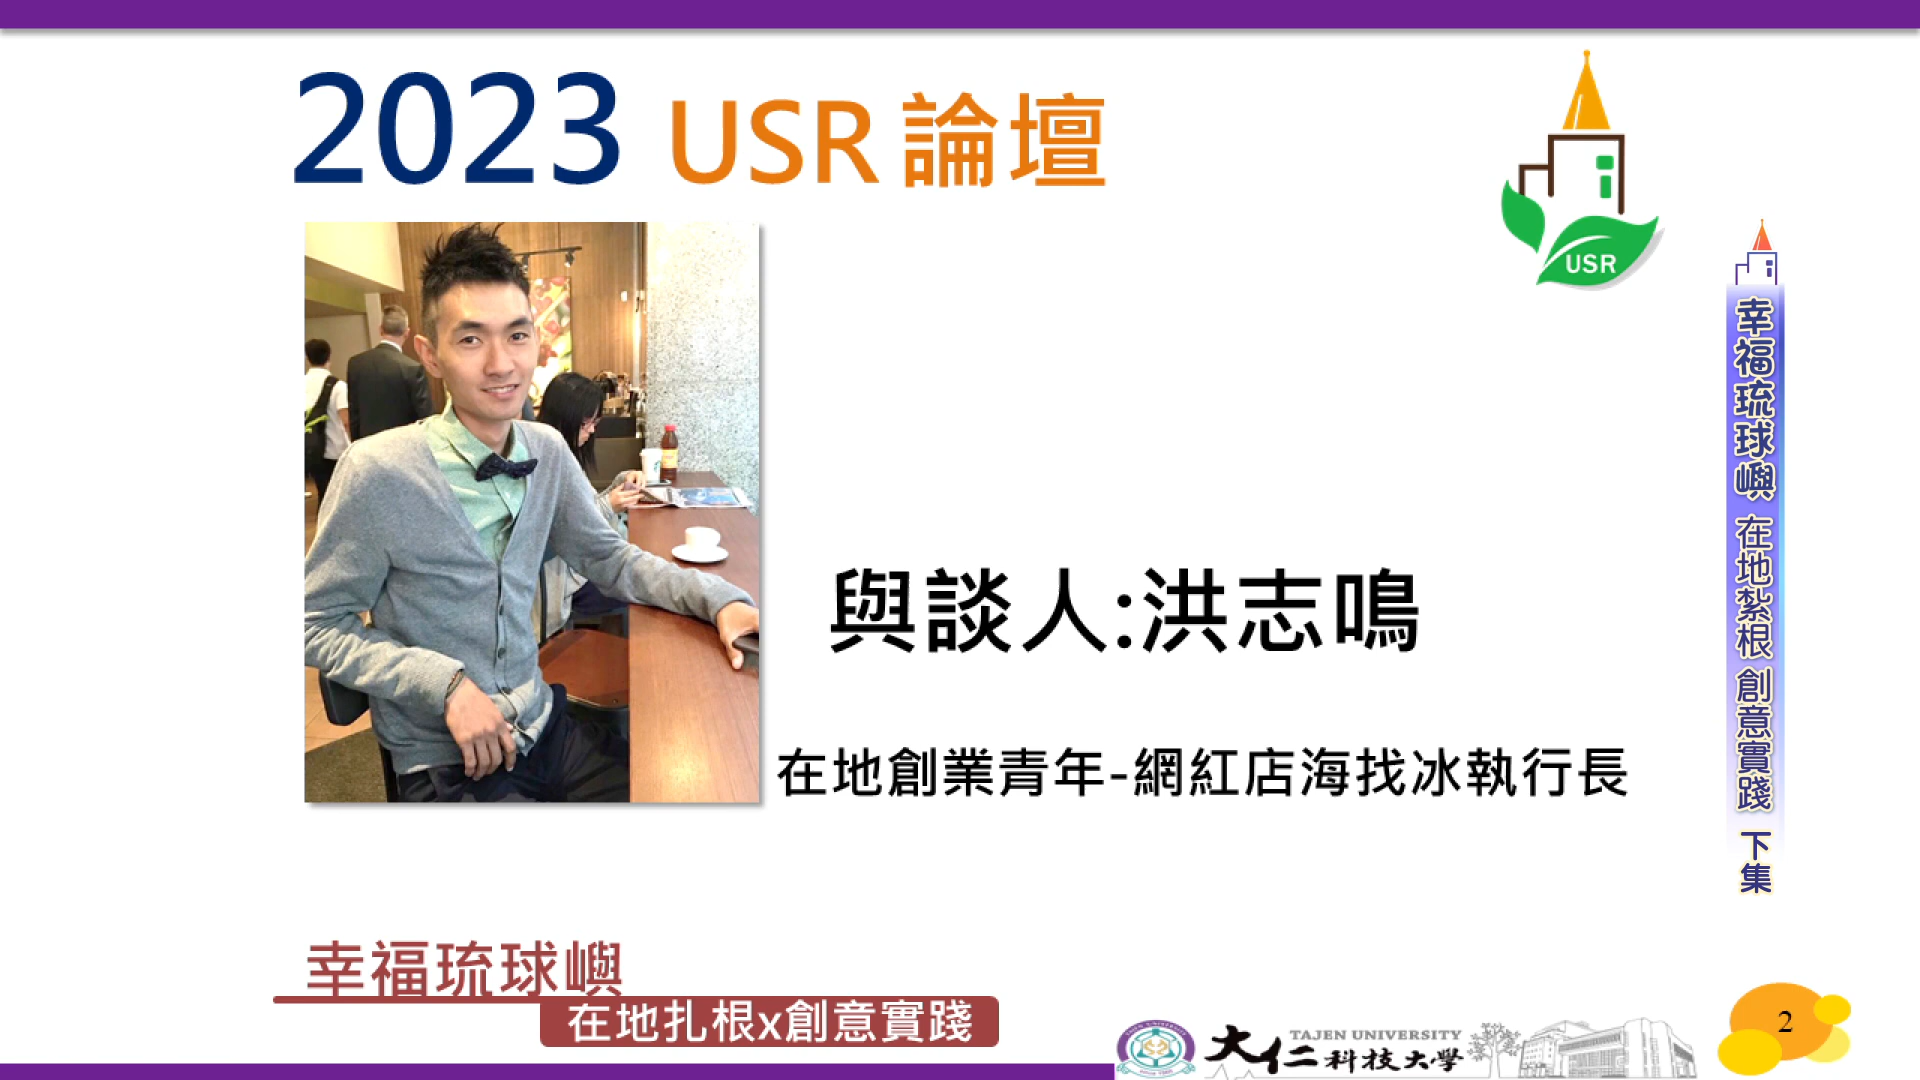 2023 USR 論壇
USR
與談人:洪志鳴
在地創業青年-網紅店海找冰執行長
幸福琉球嶼 在地紮根 創意實踐 下集
幸福琉球嶼
在地扎根x創意實踐
TAJEN UNIVERSITY
大仁科技大學
2